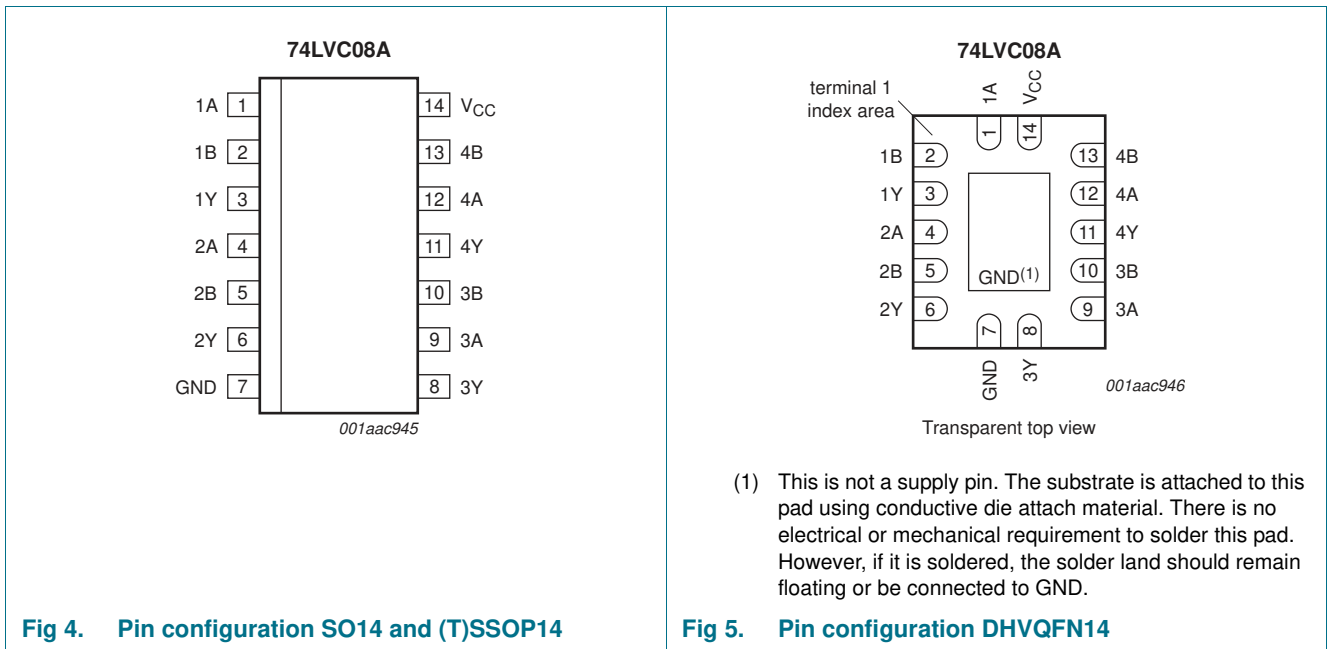 74LVC08A
1A 1 14 VCC
1B 2 13 4B
1Y 3 12 4A
2A 4 11 4Y
2B 5 10 3B
2Y 6 9 3A
GND 7 8 3Y
001aac945
Fig 4. Pin configuration SO14 and (T)SSOP14
74LVC08A
terminal 1
index area
1A VCC
1 14
1B 2 13 4B
1Y 3 12 4A
2A 4 11 4Y
2B 5 GND(1) 10 3B
2Y 6 9 3A
7 8
GND 3Y
001aac946
Transparent top view
(1) This is not a supply pin. The substrate is attached to this
pad using conductive die attach material. There is no
electrical or mechanical requirement to solder this pad.
However, if it is soldered, the solder land should remain
floating or be connected to GND.
Fig 5. Pin configuration DHVQFN14